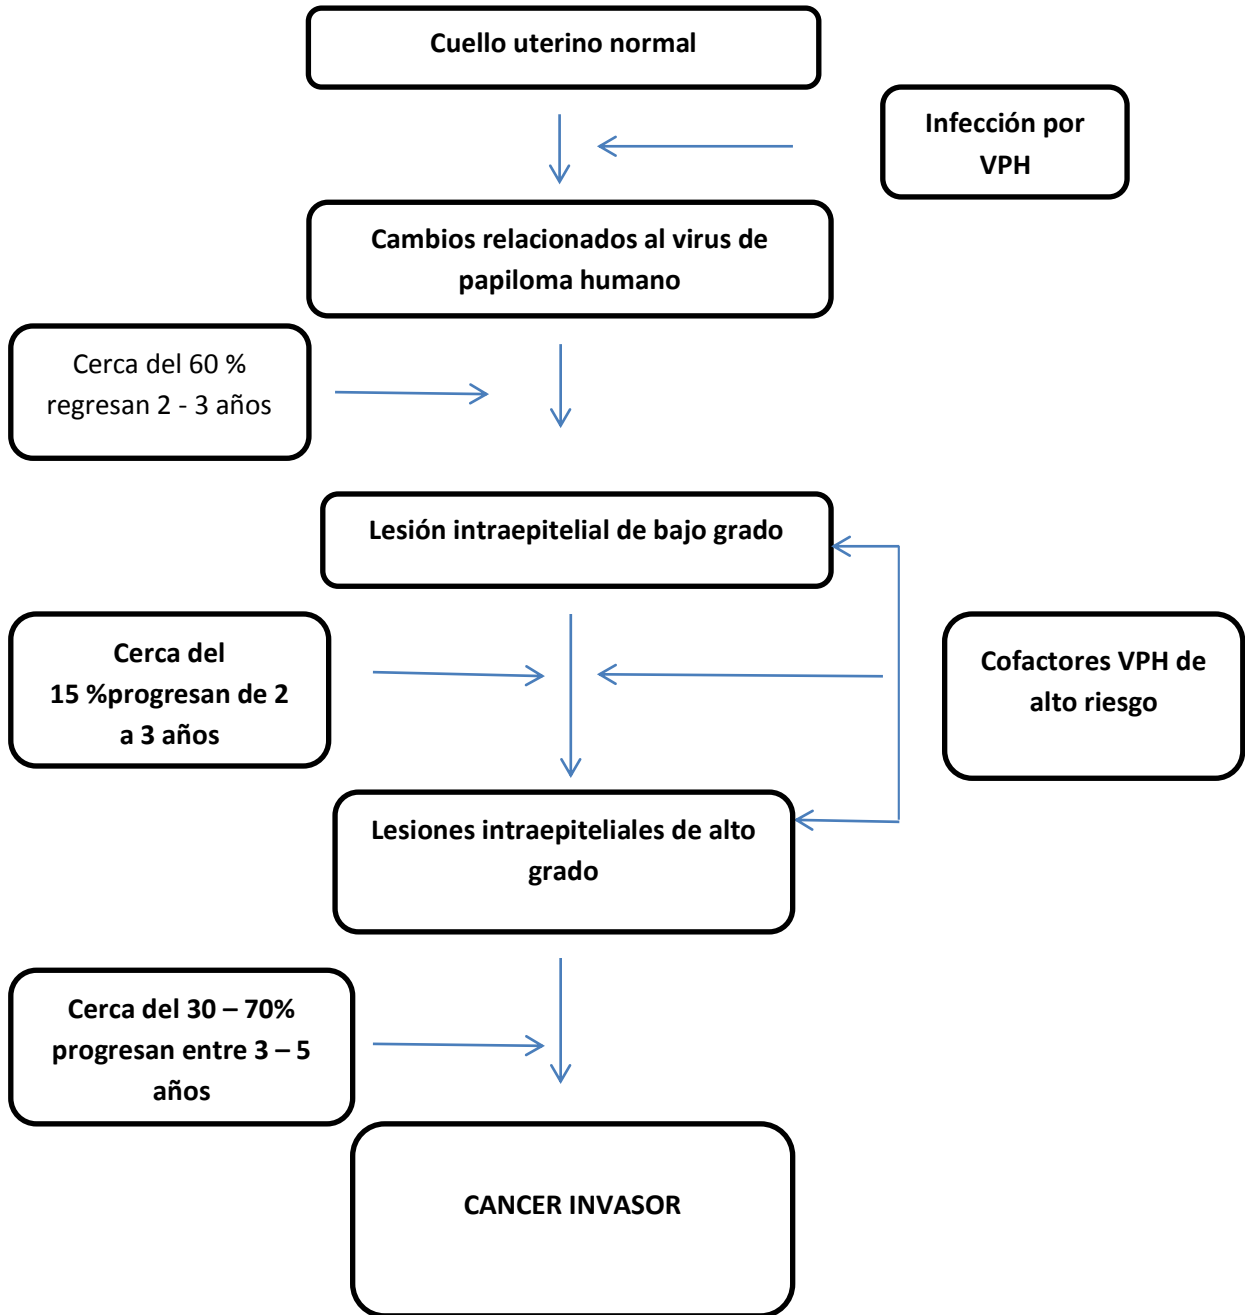 Cuello uterino normal
Infección por
VPH
Cambios relacionados al virus de
papiloma humano
Cerca del 60 %
regresan 2 - 3 años
Lesión intraepitelial de bajo grado
Cerca del
15 %progresan de 2
a 3 años
Cofactores VPH de
alto riesgo
Lesiones intraepiteliales de alto
grado
Cerca del 30 – 70%
progresan entre 3 – 5
años
CANCER INVASOR